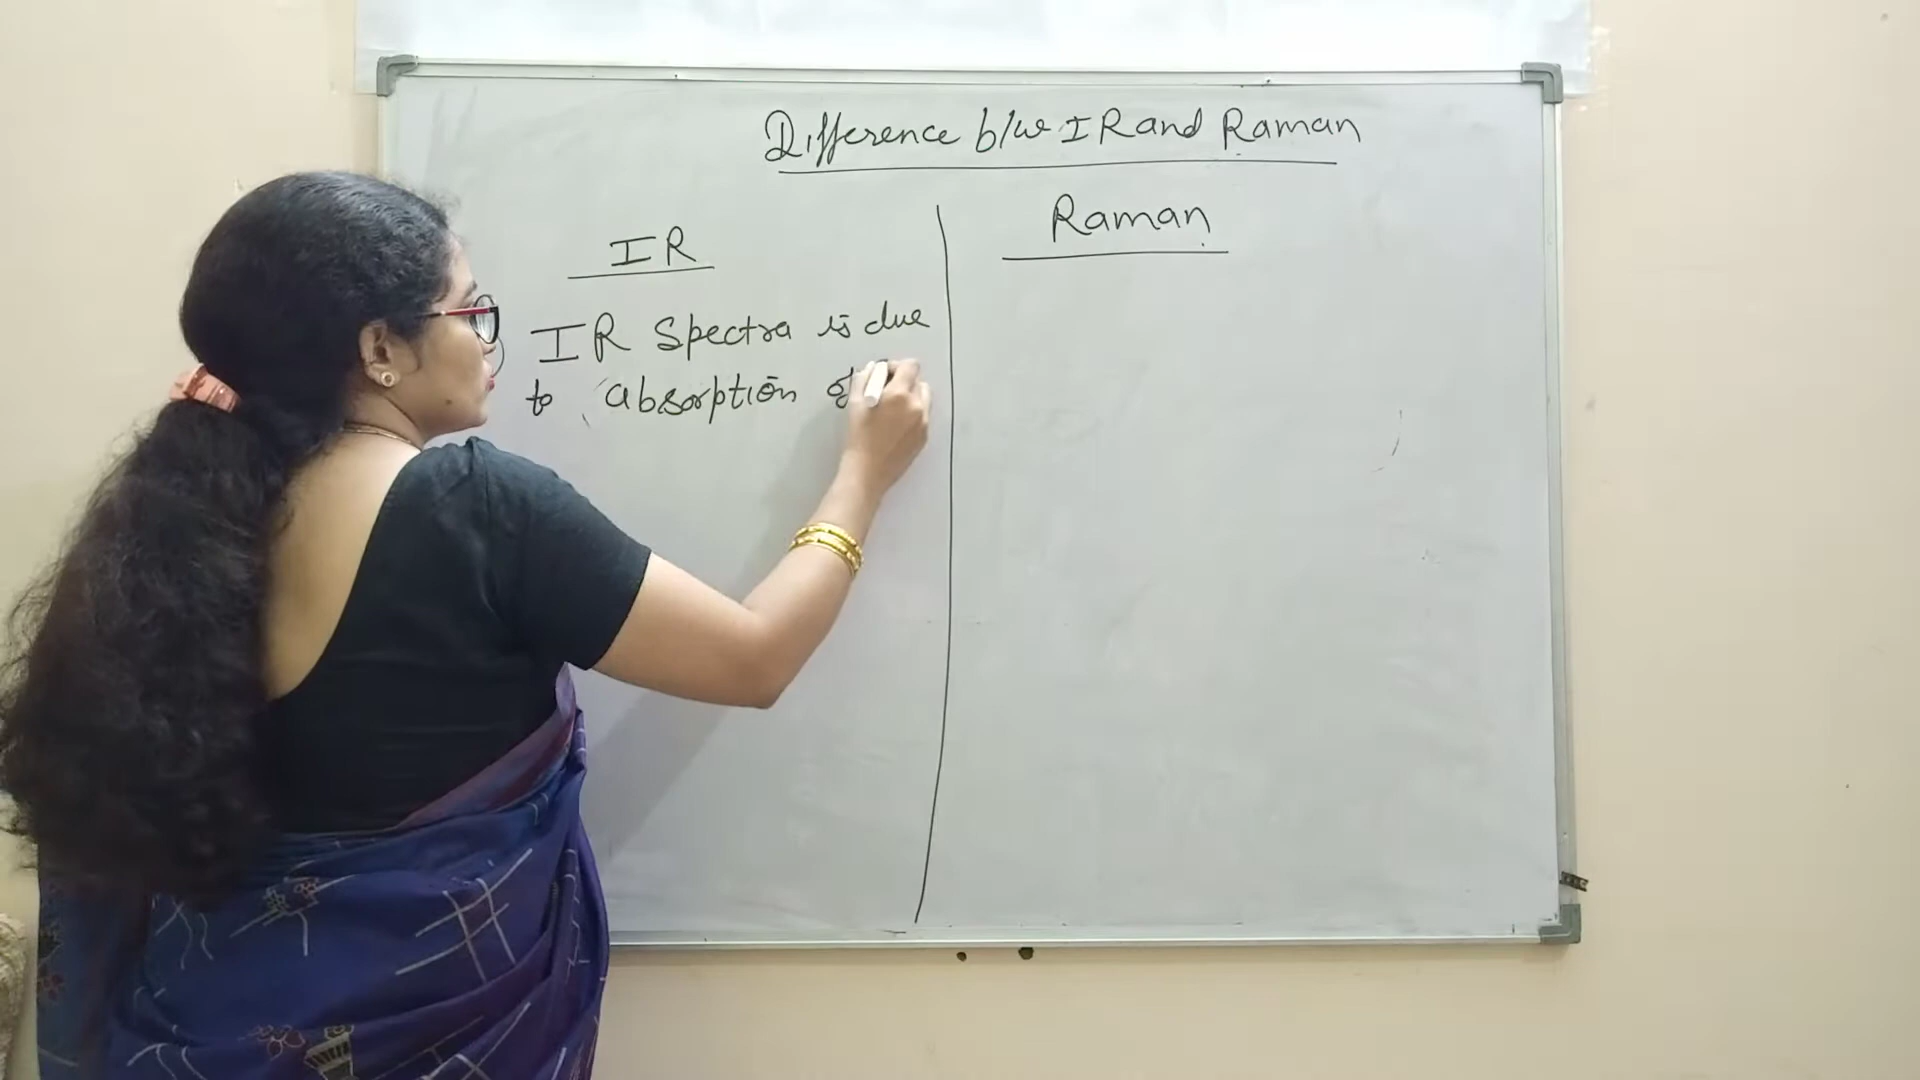 Difference b/w IR and Raman
IR
Raman
IR Spectra is due
to absorption of